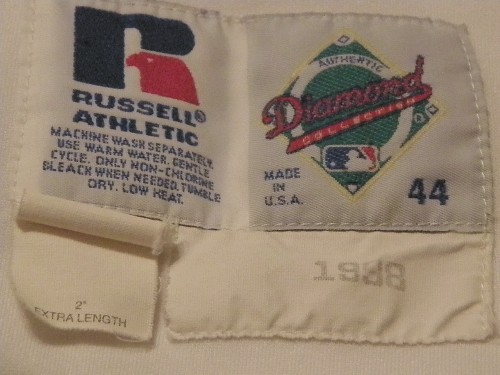 RUSSELL®
ATHLETIC
MACHINE WASH SEPARATELY.
USE WARM WATER. GENTLE
CYCLE. ONLY NON-CHLORINE
BLEACH WHEN NEEDED. TUMBLE
DRY. LOW HEAT.
AUTHENTIC
Diamond
COLLECTION
MADE
IN
U.S.A.
44
2"
EXTRA LENGTH
1998